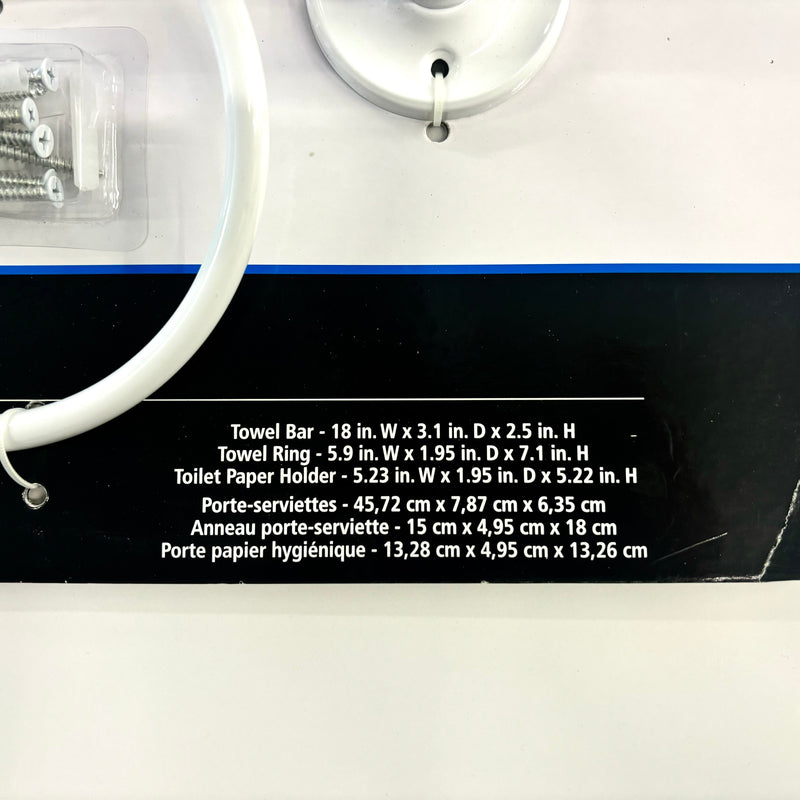 Towel Bar - 18 in. W x 3.1 in. D x 2.5 in. H
Towel Ring - 5.9 in. W x 1.95 in. D x 7.1 in. H
Toilet Paper Holder - 5.23 in. W x 1.95 in. D x 5.22 in. H
Porte-serviettes - 45,72 cm x 7,87 cm x 6,35 cm
Anneau porte-serviette - 15 cm x 4,95 cm x 18 cm
Porte papier hygiénique - 13,28 cm x 4,95 cm x 13,26 cm